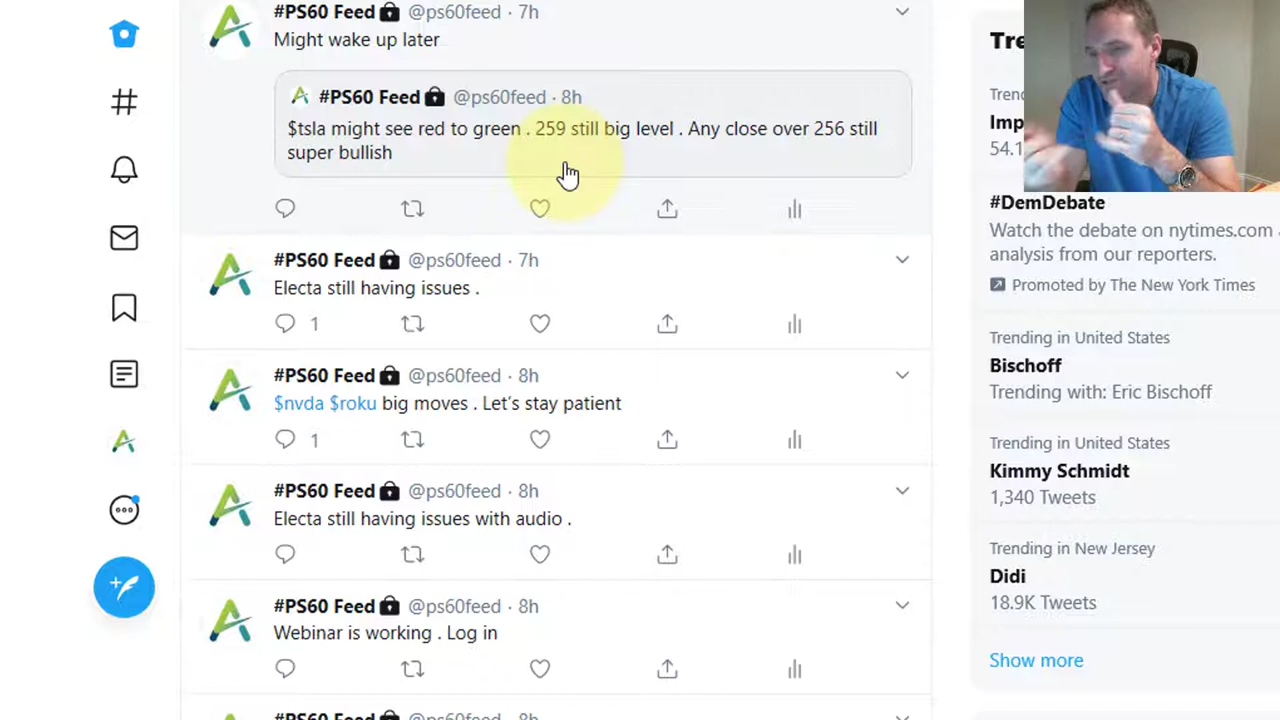 #PS60 Feed @ps60feed · 7h
Might wake up later
#PS60 Feed @ps60feed · 8h
$tsla might see red to green . 259 still big level . Any close over 256 still
super bullish
#PS60 Feed @ps60feed · 7h
Electa still having issues .
1
#PS60 Feed @ps60feed · 8h
$nvda $roku big moves . Let's stay patient
1
#PS60 Feed @ps60feed · 8h
Electa still having issues with audio .
#PS60 Feed @ps60feed · 8h
Webinar is working . Log in
#PS60 Feed @ps60feed · 8h
#DemDebate
Watch the debate on nytimes.com
analysis from our reporters.
Promoted by The New York Times
Trending in United States
Bischoff
Trending with: Eric Bischoff
Trending in United States
Kimmy Schmidt
1,340 Tweets
Trending in New Jersey
Didi
18.9K Tweets
Show more